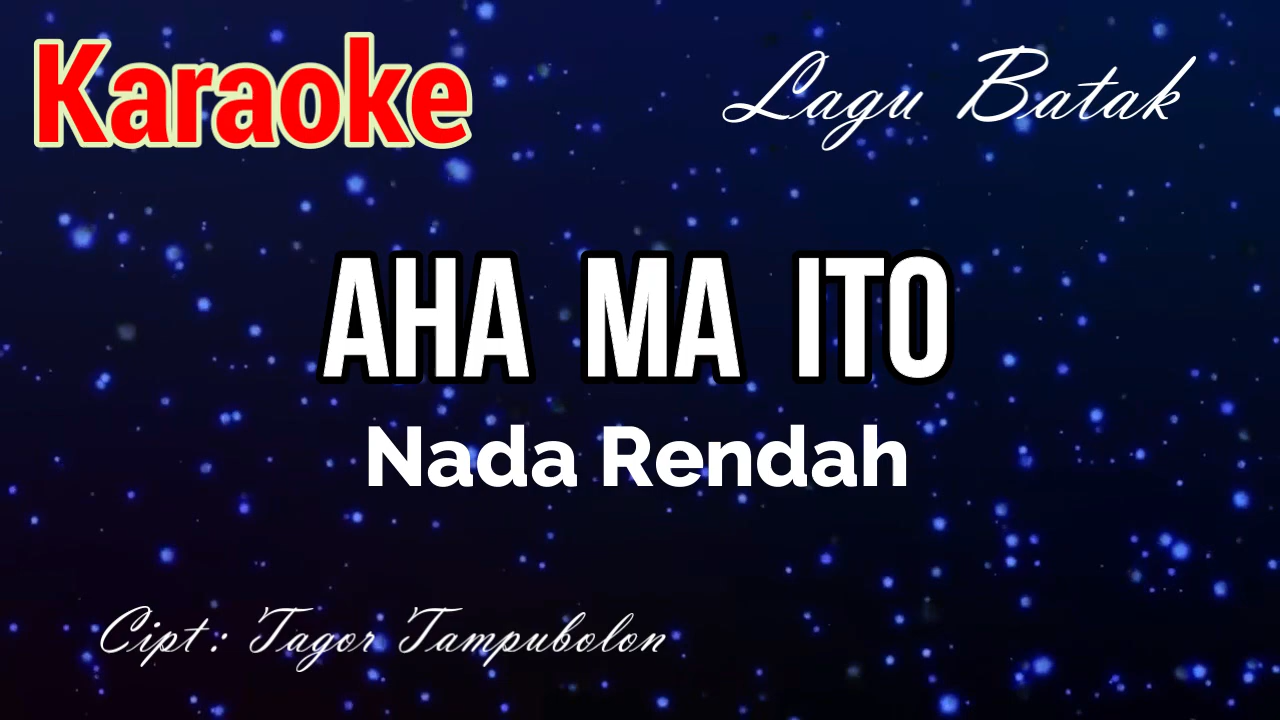 Karaoke
Lagu Batak
AHA MA ITO
Nada Rendah
Cipt : Tagor Tampubolon